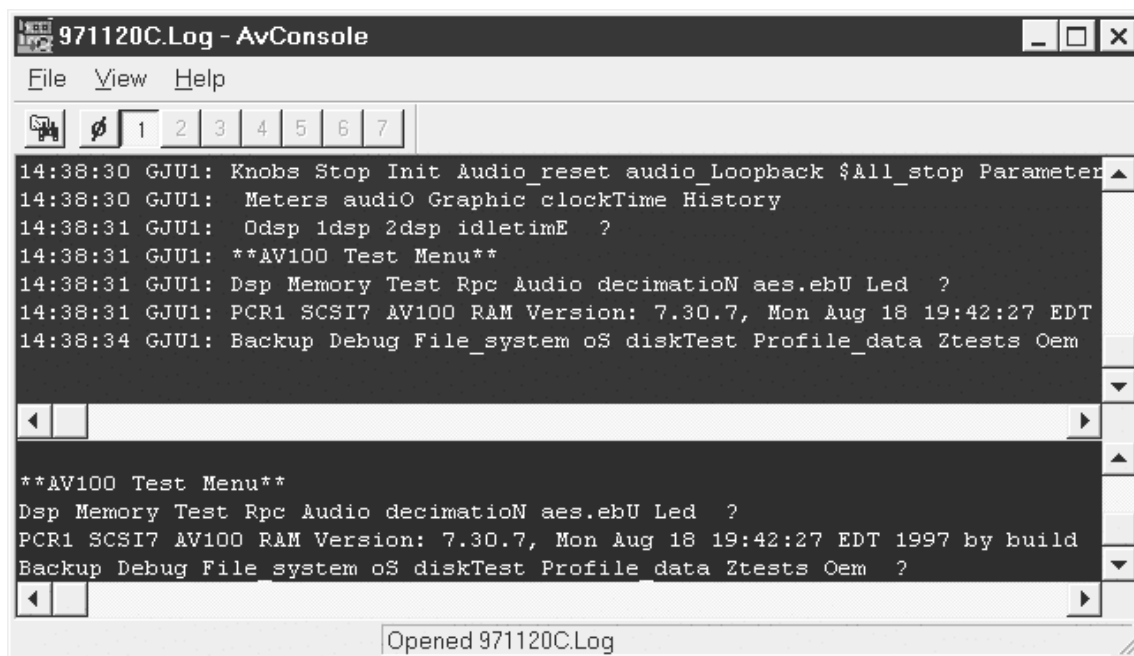 971120C.Log - AvConsole
File View Help
1 2 3 4 5 6 7
14:38:30 GJU1: Knobs Stop Init Audio_reset audio_Loopback $All_stop Parameter
14:38:30 GJU1:  Meters audiO Graphic clockTime History
14:38:31 GJU1:  0dsp 1dsp 2dsp idletimE  ?
14:38:31 GJU1: **AV100 Test Menu**
14:38:31 GJU1: Dsp Memory Test Rpc Audio decimatioN aes.ebU Led  ?
14:38:31 GJU1: PCR1 SCSI7 AV100 RAM Version: 7.30.7, Mon Aug 18 19:42:27 EDT
14:38:34 GJU1: Backup Debug File_system oS diskTest Profile_data Ztests Oem
**AV100 Test Menu**
Dsp Memory Test Rpc Audio decimatioN aes.ebU Led  ?
PCR1 SCSI7 AV100 RAM Version: 7.30.7, Mon Aug 18 19:42:27 EDT 1997 by build
Backup Debug File_system oS diskTest Profile_data Ztests Oem  ?
Opened 971120C.Log